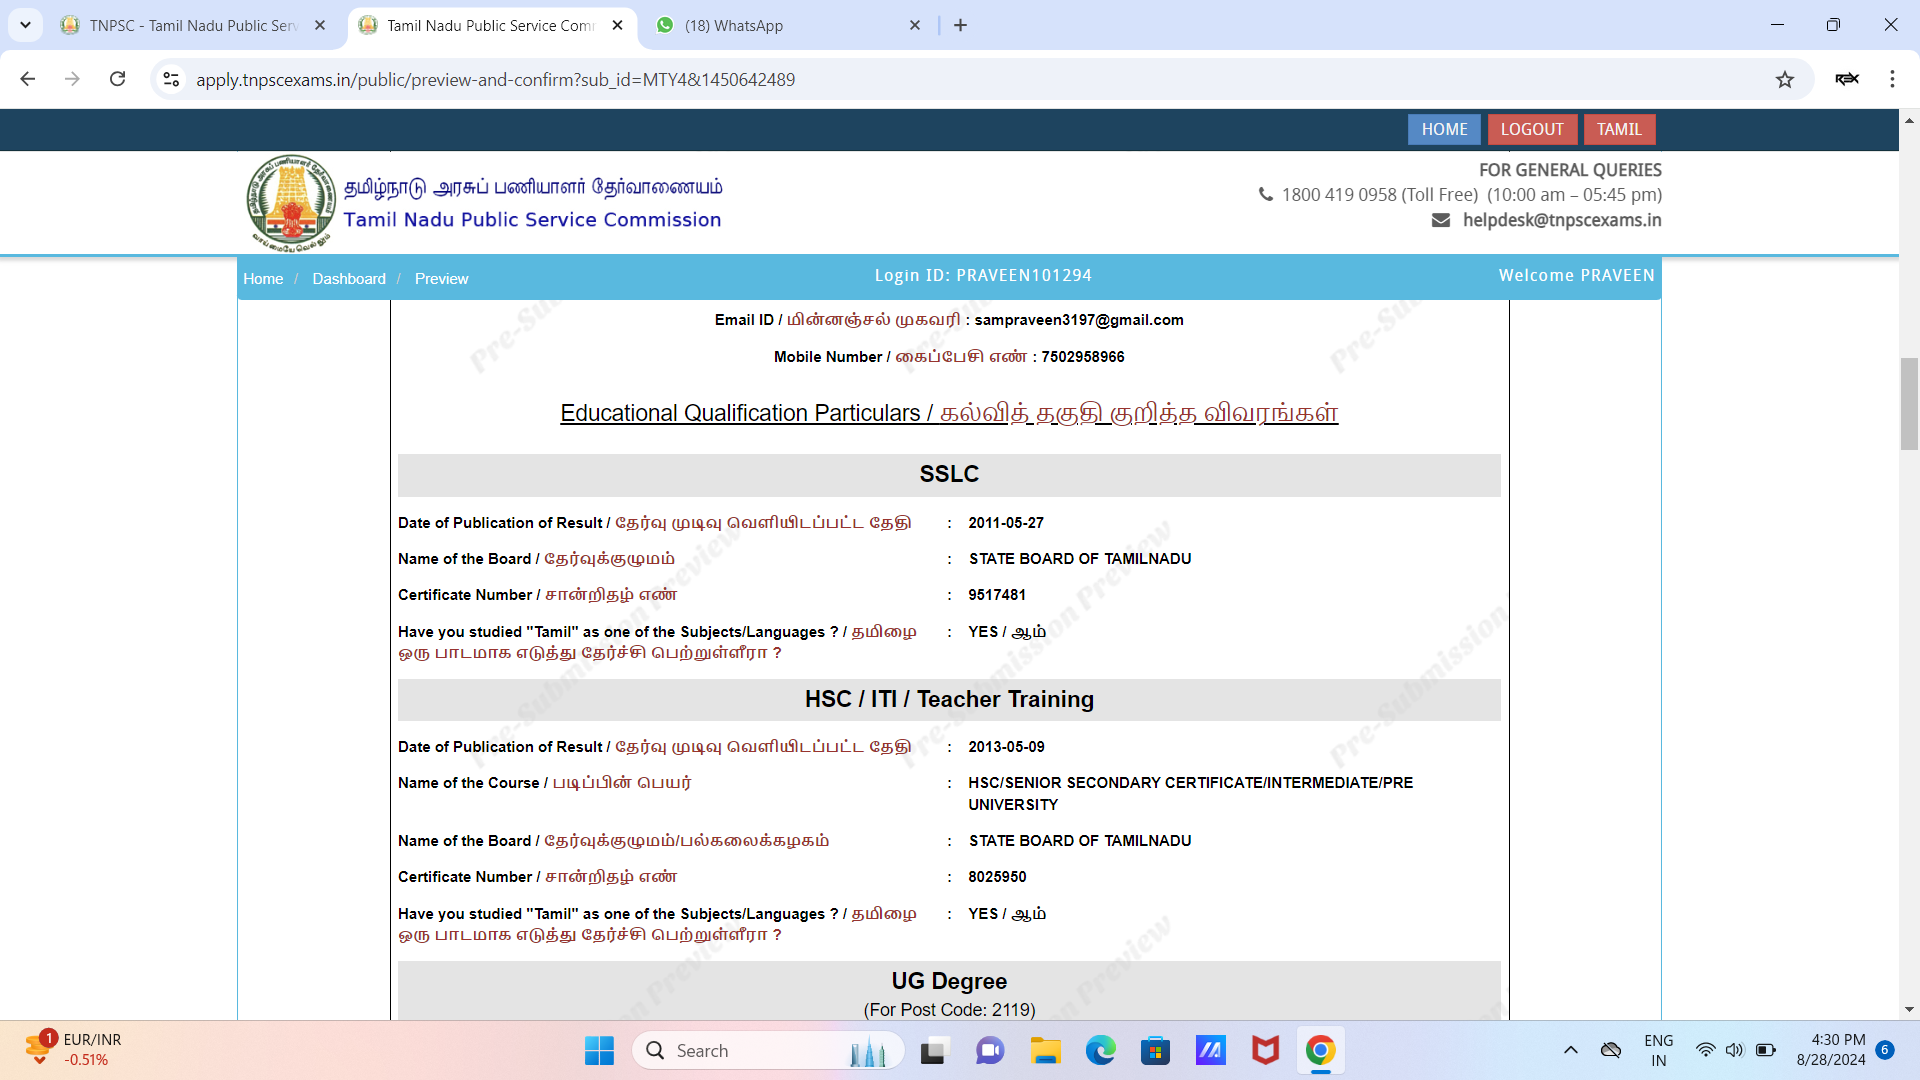 TNPSC - Tamil Nadu Public Serv
Tamil Nadu Public Service Com
(18) WhatsApp
apply.tnpscexams.in/public/preview-and-confirm?sub_id=MTY4&1450642489
HOME LOGOUT TAMIL
தமிழ்நாடு அரசுப் பணியாளர் தேர்வாணையம்
Tamil Nadu Public Service Commission
FOR GENERAL QUERIES
1800 419 0958 (Toll Free) (10:00 am – 05:45 pm)
helpdesk@tnpscexams.in
Home / Dashboard / Preview
Login ID: PRAVEEN101294
Welcome PRAVEEN
Email ID / மின்னஞ்சல் முகவரி : sampraveen3197@gmail.com
Mobile Number / கைப்பேசி எண் : 7502958966
Educational Qualification Particulars / கல்வித் தகுதி குறித்த விவரங்கள்
SSLC
Date of Publication of Result / தேர்வு முடிவு வெளியிடப்பட்ட தேதி : 2011-05-27
Name of the Board / தேர்வுக்குழுமம் : STATE BOARD OF TAMILNADU
Certificate Number / சான்றிதழ் எண் : 9517481
Have you studied "Tamil" as one of the Subjects/Languages ? / தமிழை : YES / ஆம்
ஒரு பாடமாக எடுத்து தேர்ச்சி பெற்றுள்ளீரா ?
HSC / ITI / Teacher Training
Date of Publication of Result / தேர்வு முடிவு வெளியிடப்பட்ட தேதி : 2013-05-09
Name of the Course / படிப்பின் பெயர் : HSC/SENIOR SECONDARY CERTIFICATE/INTERMEDIATE/PRE
UNIVERSITY
Name of the Board / தேர்வுக்குழுமம்/பல்கலைக்கழகம் : STATE BOARD OF TAMILNADU
Certificate Number / சான்றிதழ் எண் : 8025950
Have you studied "Tamil" as one of the Subjects/Languages ? / தமிழை : YES / ஆம்
ஒரு பாடமாக எடுத்து தேர்ச்சி பெற்றுள்ளீரா ?
UG Degree
(For Post Code: 2119)
Pre-Submission Preview
1
EUR/INR
-0.51%
Search
ENG
IN
4:30 PM
8/28/2024
6